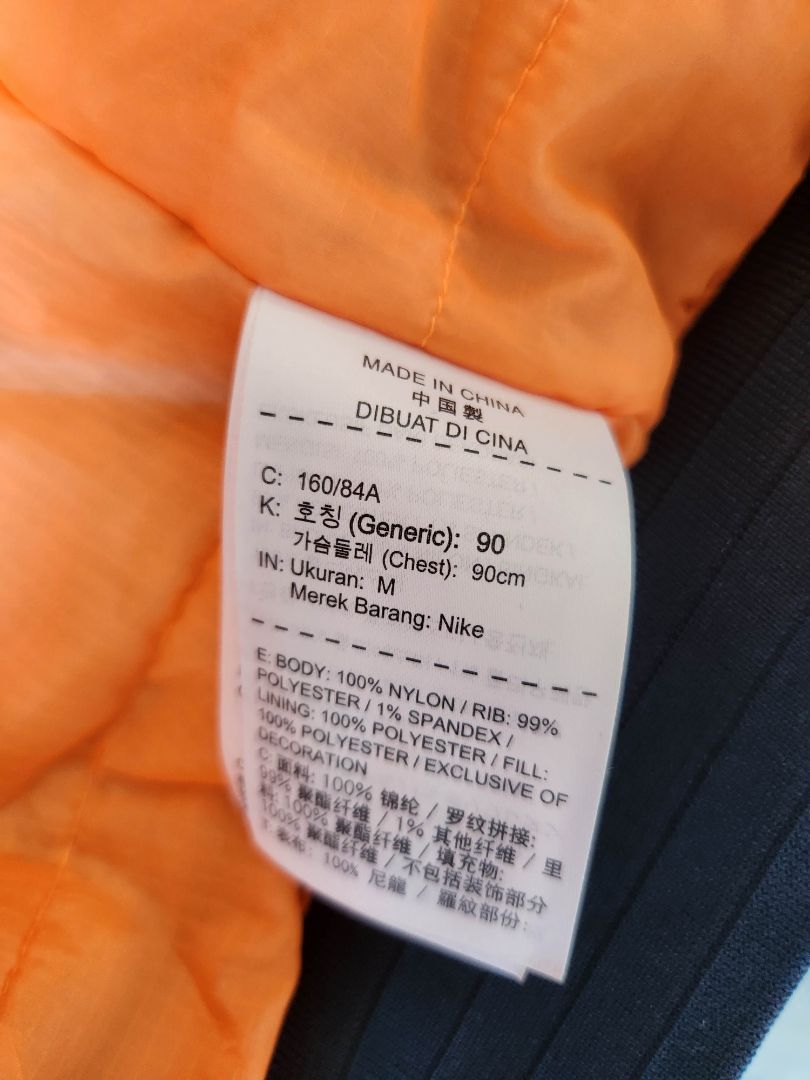 MADE IN CHINA
中国製
DIBUAT DI CINA
C: 160/84A
K: 호칭 (Generic): 90
가슴둘레 (Chest): 90cm
IN: Ukuran: M
Merek Barang: Nike
E: BODY: 100% NYLON / RIB: 99%
POLYESTER / 1% SPANDEX /
LINING: 100% POLYESTER / FILL:
100% POLYESTER / EXCLUSIVE OF
DECORATION
C: 面料: 100% 锦纶 / 罗纹拼接:
99% 聚酯纤维 / 1% 其他纤维 / 里
料: 100% 聚酯纤维 / 填充物:
100% 聚酯纤维 / 不包括装饰部分
T: 表布: 100% 尼龍 / 羅紋部份: